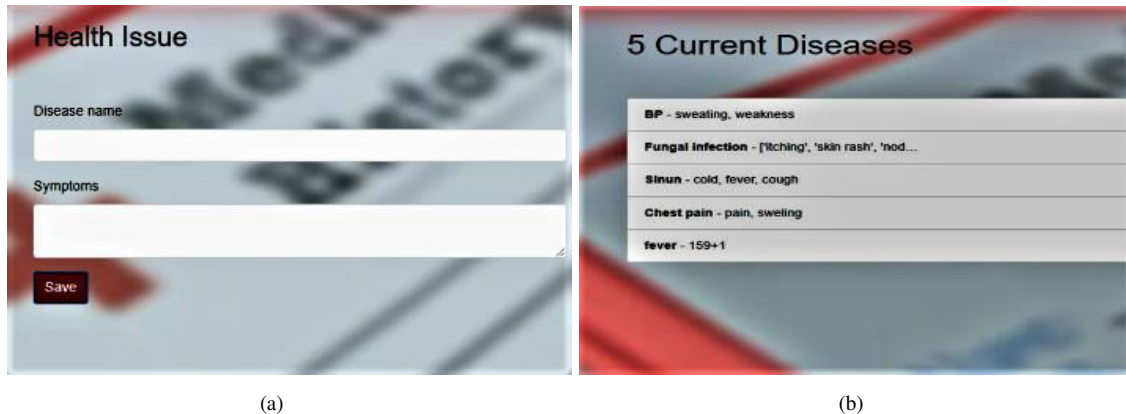 Health Issue
Disease name
Symptoms
Save
(a)
5 Current Diseases
BP - sweating, weakness
Fungal infection - ['itching', 'skin rash', 'nod...
Sinun - cold, fever, cough
Chest pain - pain, sweling
fever - 159+1
(b)